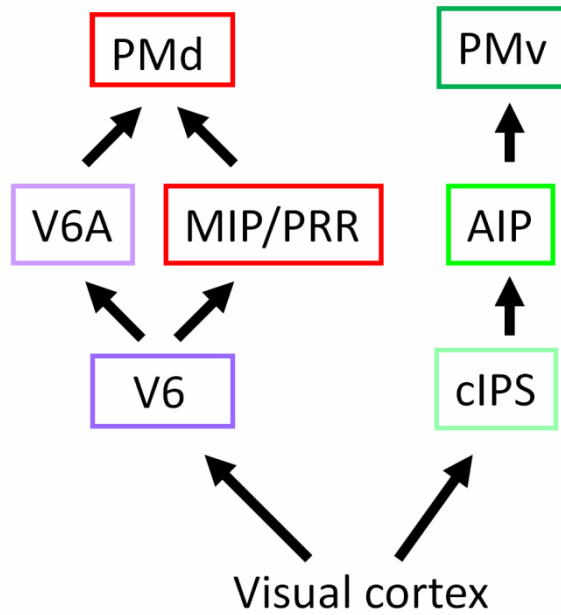 PMd
PMv
V6A
MIP/PRR
AIP
V6
cIPS
Visual cortex